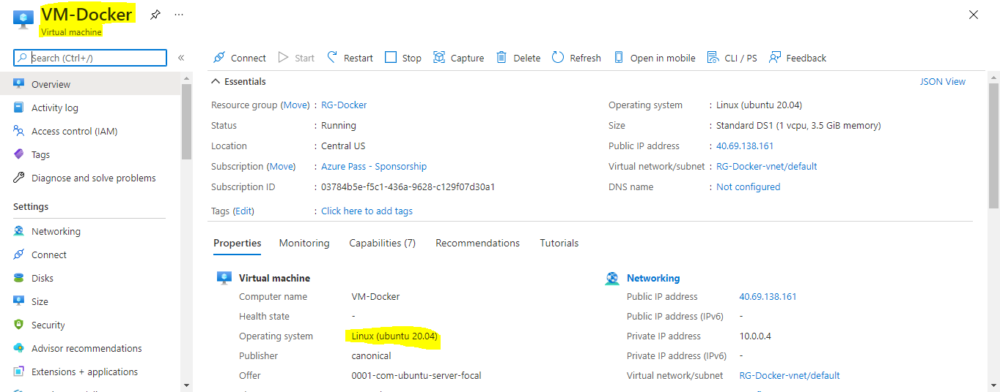 VM-Docker
Virtual machine
Search (Ctrl+/)
Overview
Activity log
Access control (IAM)
Tags
Diagnose and solve problems
Settings
Networking
Connect
Disks
Size
Security
Advisor recommendations
Extensions + applications
Connect Start Restart Stop Capture Delete Refresh Open in mobile CLI / PS Feedback
Essentials JSON View
Resource group (Move) : RG-Docker
Status : Running
Location : Central US
Subscription (Move) : Azure Pass - Sponsorship
Subscription ID : 03784b5e-f5c1-436a-9628-c129f07d30a1
Tags (Edit) : Click here to add tags
Operating system : Linux (ubuntu 20.04)
Size : Standard DS1 (1 vcpu, 3.5 GiB memory)
Public IP address : 40.69.138.161
Virtual network/subnet : RG-Docker-vnet/default
DNS name : Not configured
Properties Monitoring Capabilities (7) Recommendations Tutorials
Virtual machine
Computer name VM-Docker
Health state -
Operating system Linux (ubuntu 20.04)
Publisher canonical
Offer 0001-com-ubuntu-server-focal
Networking
Public IP address 40.69.138.161
Public IP address (IPv6) -
Private IP address 10.0.0.4
Private IP address (IPv6) -
Virtual network/subnet RG-Docker-vnet/default